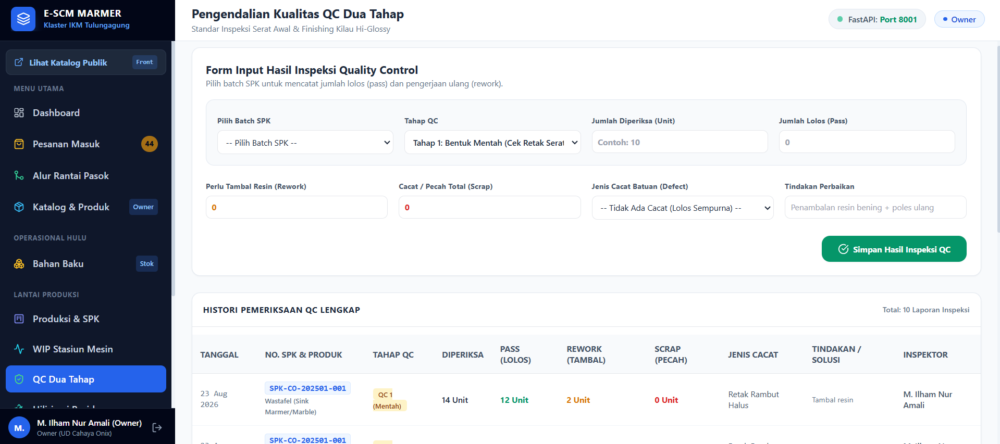 E-SCM MARMER
Klaster IKM Tulungagung
Lihat Katalog Publik
Front
MENU UTAMA
Dashboard
Pesanan Masuk
44
Alur Rantai Pasok
Katalog & Produk
Owner
OPERASIONAL HULU
Bahan Baku
Stok
LANTAI PRODUKSI
Produksi & SPK
WIP Stasiun Mesin
QC Dua Tahap
M.
M. Ilham Nur Amali (Owner)
Owner (UD Cahaya Onix)
Pengendalian Kualitas QC Dua Tahap
Standar Inspeksi Serat Awal & Finishing Kilau Hi-Glossy
FastAPI: Port 8001
Owner
Form Input Hasil Inspeksi Quality Control
Pilih batch SPK untuk mencatat jumlah lolos (pass) dan pengerjaan ulang (rework).
Pilih Batch SPK
-- Pilih Batch SPK --
Tahap QC
Tahap 1: Bentuk Mentah (Cek Retak Serat
Jumlah Diperiksa (Unit)
Contoh: 10
Jumlah Lolos (Pass)
0
Perlu Tambal Resin (Rework)
0
Cacat / Pecah Total (Scrap)
0
Jenis Cacat Batuan (Defect)
-- Tidak Ada Cacat (Lolos Sempurna) --
Tindakan Perbaikan
Penambalan resin bening + poles ulang
Simpan Hasil Inspeksi QC
HISTORI PEMERIKSAAN QC LENGKAP
Total: 10 Laporan Inspeksi
TANGGAL
NO. SPK & PRODUK
TAHAP QC
DIPERIKSA
PASS
(LOLOS)
REWORK
(TAMBAL)
SCRAP
(PECAH)
JENIS CACAT
TINDAKAN /
SOLUSI
INSPEKTOR
23 Aug
2026
SPK-CO-202501-001
Wastafel (Sink
Marmer/Marble)
QC 1
(Mentah)
14 Unit
12 Unit
2 Unit
0 Unit
Retak Rambut
Halus
Tambal resin
M. Ilham Nur
Amali
SPK-CO-202501-001